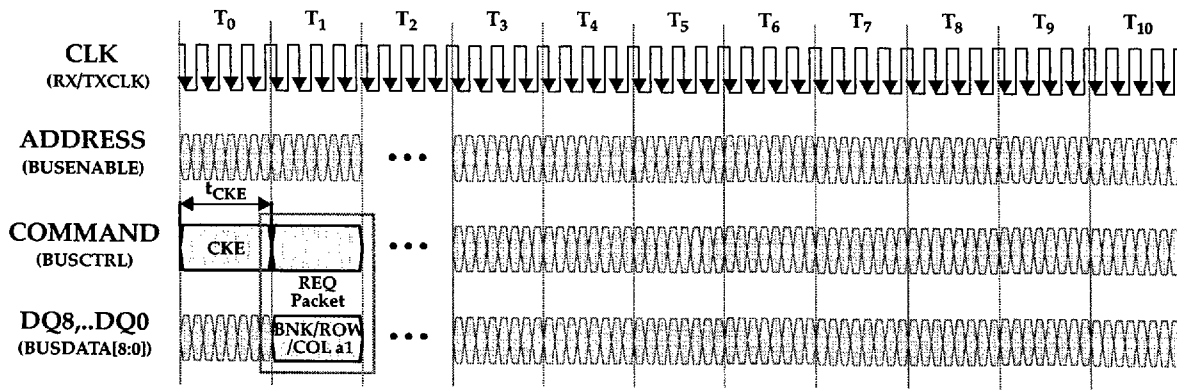 T0 T1 T2 T3 T4 T5 T6 T7 T8 T9 T10
CLK
(RX/TXCLK)
ADDRESS
(BUSENABLE)
•••
tCKE
COMMAND
(BUSCTRL)
CKE
•••
REQ
Packet
DQ8,..DQ0
(BUSDATA[8:0])
BNK/ROW
/COL a1
•••